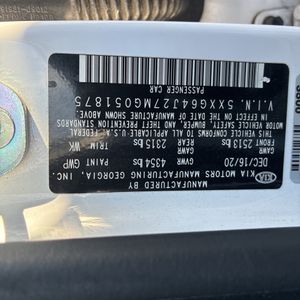 MANUFACTURED BY
KIA MOTORS MANUFACTURING GEORGIA, INC.
DEC/16/20 PAINT GWP TRIM WK
GVWR 4354 lbs
GAWR FRONT 2513 lbs GAWR REAR 2315 lbs
THIS VEHICLE CONFORMS TO ALL APPLICABLE U.S.A. FEDERAL
MOTOR VEHICLE SAFETY, BUMPER, AND THEFT PREVENTION
STANDARDS IN EFFECT ON THE DATE OF MANUFACTURE SHOWN ABOVE.
PASSENGER CAR
V.I.N. 5XXG64J27MG051875
KIA